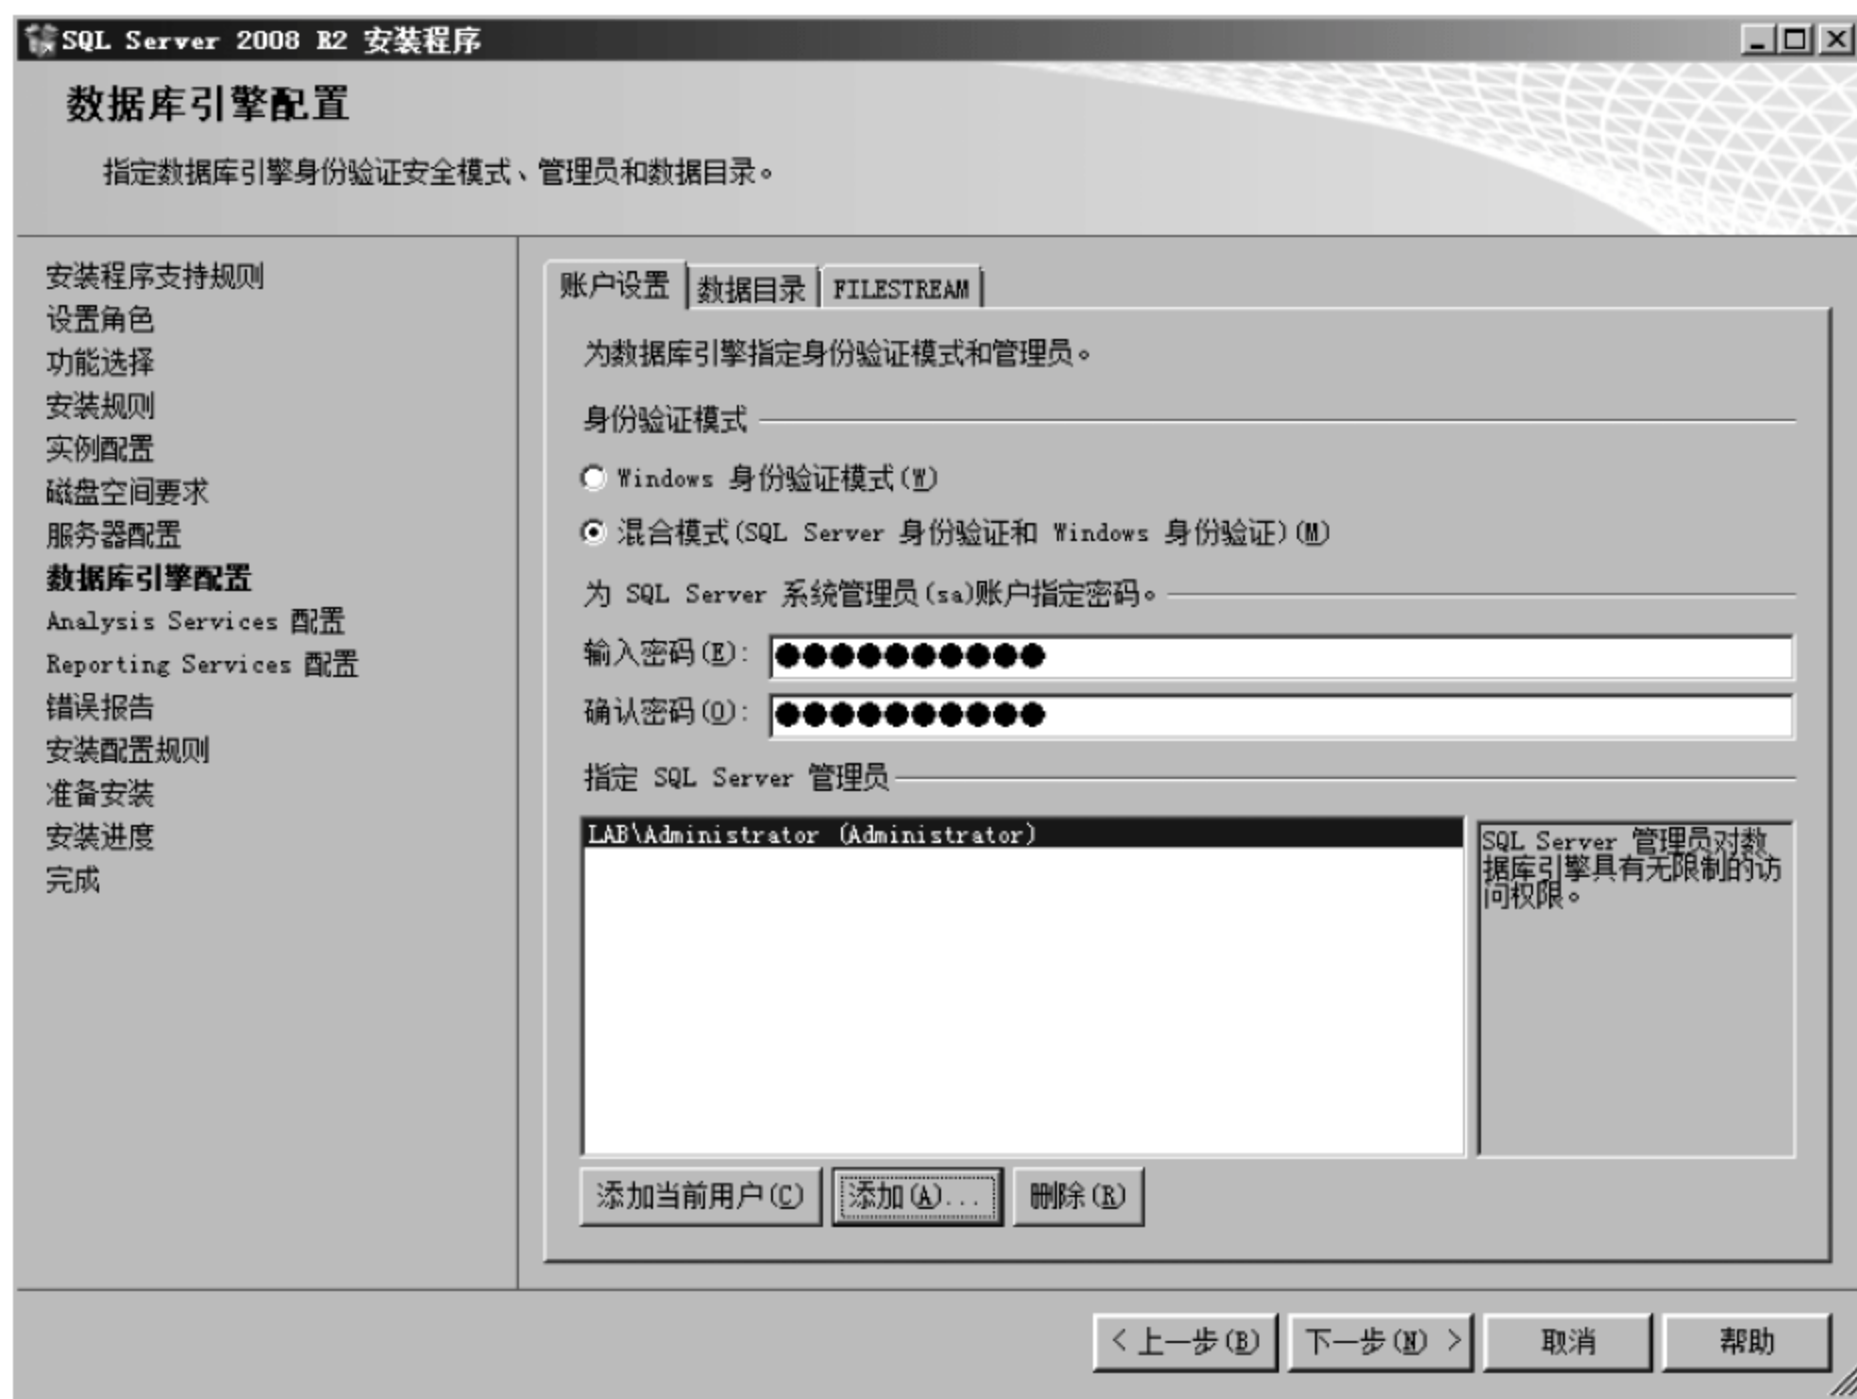 SQL Server 2008 R2 安装程序
数据库引擎配置
指定数据库引擎身份验证安全模式、管理员和数据目录。
安装程序支持规则
设置角色
功能选择
安装规则
实例配置
磁盘空间要求
服务器配置
数据库引擎配置
Analysis Services 配置
Reporting Services 配置
错误报告
安装配置规则
准备安装
安装进度
完成
账户设置 数据目录 FILESTREAM
为数据库引擎指定身份验证模式和管理员。
身份验证模式
Windows 身份验证模式(W)
混合模式(SQL Server 身份验证和 Windows 身份验证)(M)
为 SQL Server 系统管理员(sa)账户指定密码。
输入密码(E): ●●●●●●●●●●
确认密码(O): ●●●●●●●●●●
指定 SQL Server 管理员
LAB\Administrator (Administrator)
SQL Server 管理员对数
据库引擎具有无限制的访
问权限。
添加当前用户(C) 添加(A)... 删除(R)
< 上一步(B) 下一步(N) > 取消 帮助